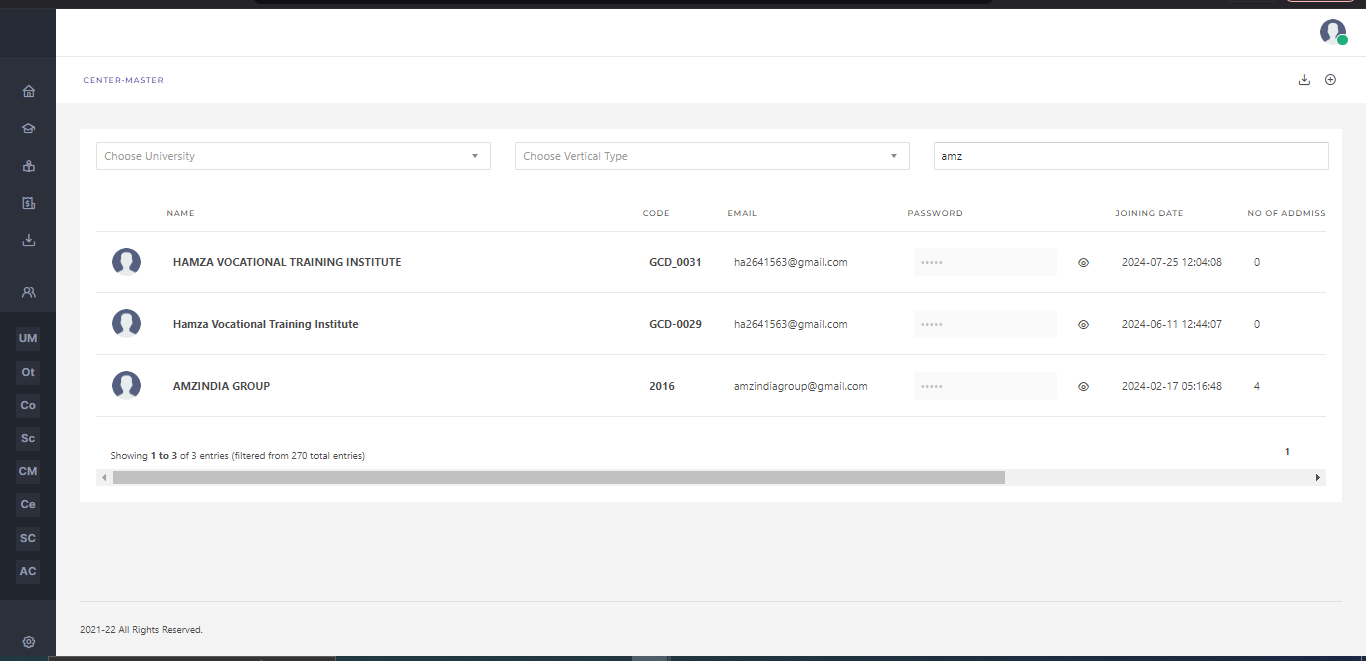 CENTER-MASTER
Choose University Choose Vertical Type amz
NAME CODE EMAIL PASSWORD JOINING DATE NO OF ADDMISS
HAMZA VOCATIONAL TRAINING INSTITUTE GCD_0031 ha2641563@gmail.com ••••• 2024-07-25 12:04:08 0
Hamza Vocational Training Institute GCD-0029 ha2641563@gmail.com ••••• 2024-06-11 12:44:07 0
AMZINDIA GROUP 2016 amzindiagroup@gmail.com ••••• 2024-02-17 05:16:48 4
Showing 1 to 3 of 3 entries (filtered from 270 total entries) 1
UM
Ot
Co
Sc
CM
Ce
SC
AC
2021-22 All Rights Reserved.